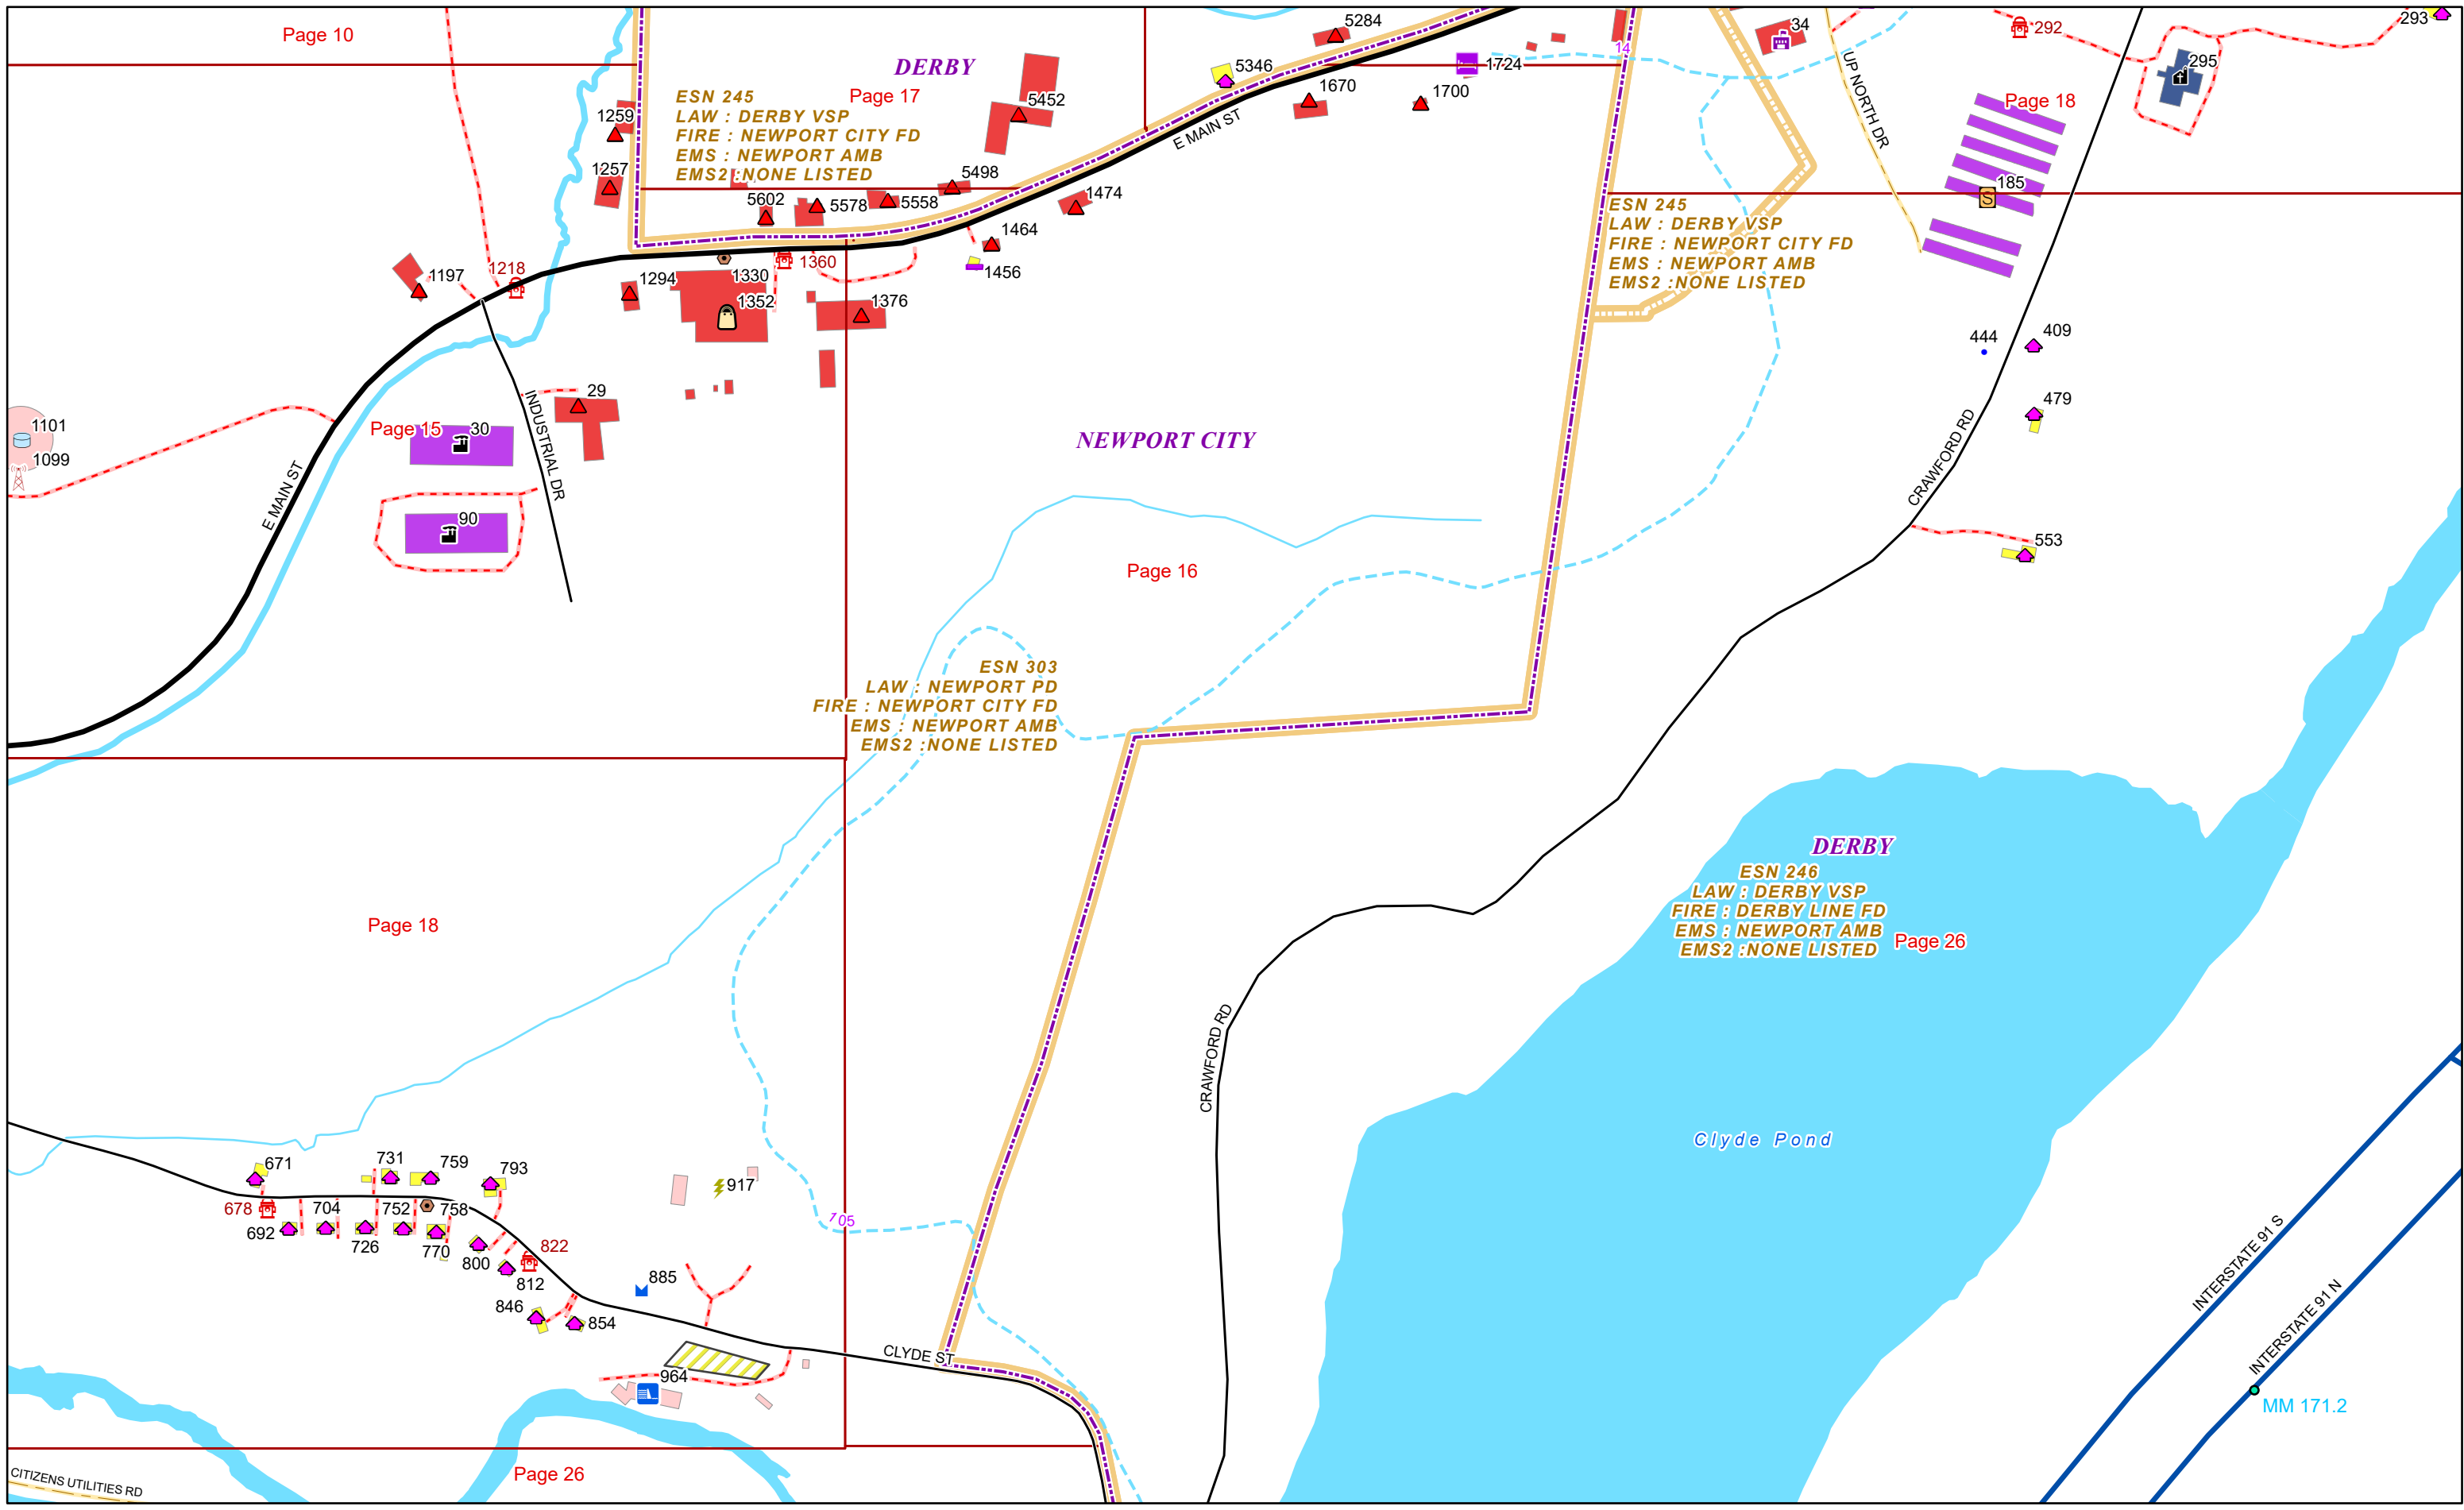 Page 10
DERBY
Page 17
ESN 245
LAW : DERBY VSP
FIRE : NEWPORT CITY FD
EMS : NEWPORT AMB
EMS2 :NONE LISTED
5284
5346
1724
14
34
292
293
295
1259
5452
1670
1700
UP NORTH DR
Page 18
E MAIN ST
1257
5498
185
5602
5578
5558
1474
1464
1456
ESN 245
LAW : DERBY VSP
FIRE : NEWPORT CITY FD
EMS : NEWPORT AMB
EMS2 :NONE LISTED
1197
1218
1294
1330
1360
1352
1376
444
409
479
29
INDUSTRIAL DR
1101
1099
Page 15
30
NEWPORT CITY
CRAWFORD RD
E MAIN ST
90
553
Page 16
ESN 303
LAW : NEWPORT PD
FIRE : NEWPORT CITY FD
EMS : NEWPORT AMB
EMS2 :NONE LISTED
DERBY
ESN 246
LAW : DERBY VSP
FIRE : DERBY LINE FD
EMS : NEWPORT AMB
EMS2 :NONE LISTED
Page 26
Page 18
CRAWFORD RD
Clyde Pond
671
731
759
793
917
678
704
752
758
692
726
770
105
800
822
812
885
846
854
INTERSTATE 91 S
INTERSTATE 91 N
CLYDE ST
964
MM 171.2
Page 26
CITIZENS UTILITIES RD